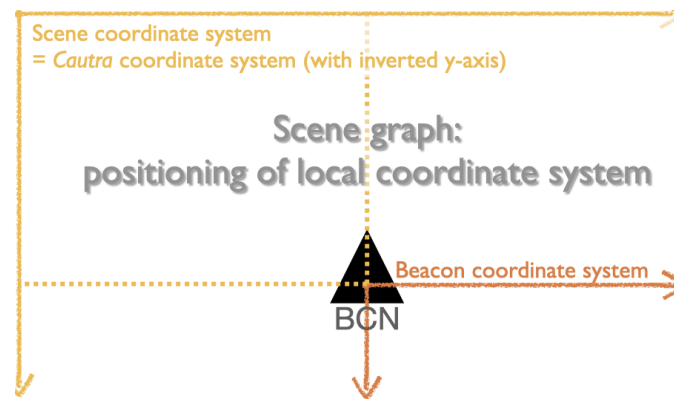 Scene coordinate system
= Cautra coordinate system (with inverted y-axis)
Scene graph:
positioning of local coordinate system
Beacon coordinate system
BCN